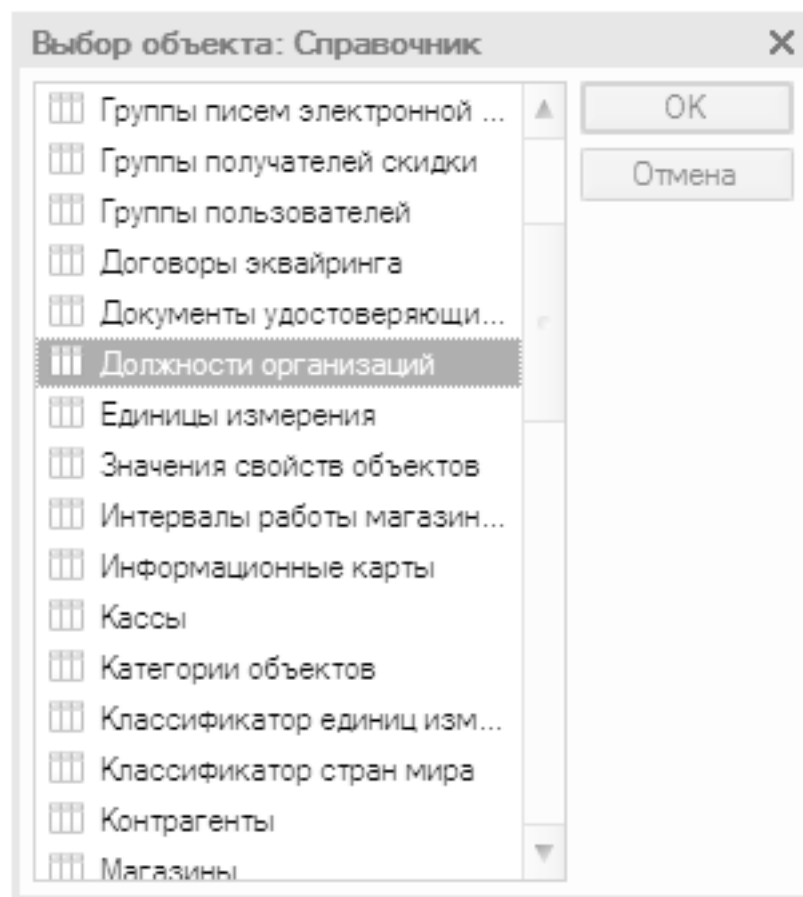 Выбор объекта: Справочник
Группы писем электронной ...
OK
Группы получателей скидки
Отмена
Группы пользователей
Договоры эквайринга
Документы удостоверяющи...
Должности организаций
Единицы измерения
Значения свойств объектов
Интервалы работы магазин...
Информационные карты
Кассы
Категории объектов
Классификатор единиц изм...
Классификатор стран мира
Контрагенты
Магазины